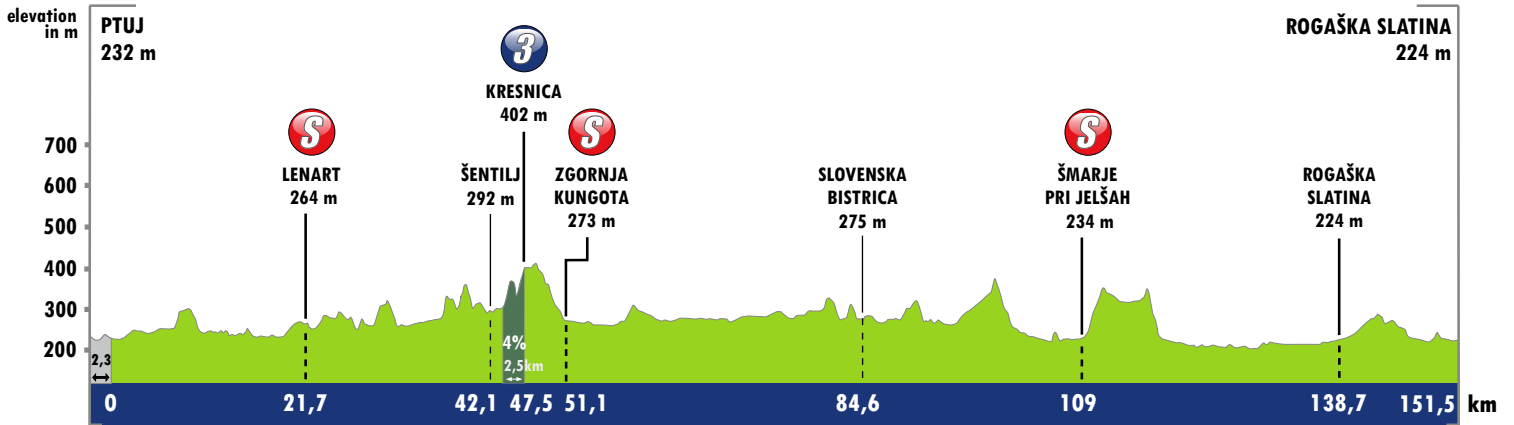 elevation
in m
PTUJ
232 m
ROGAŠKA SLATINA
224 m
3
KRESNICA
402 m
S
S
S
LENART
264 m
ŠENTILJ
292 m
ZGORNJA
KUNGOTA
273 m
SLOVENSKA
BISTRICA
275 m
ŠMARJE
PRI JELŠAH
234 m
ROGAŠKA
SLATINA
224 m
700
600
500
400
300
200
2,3
4%
2,5km
0 21,7 42,1 47,5 51,1 84,6 109 138,7 151,5 km